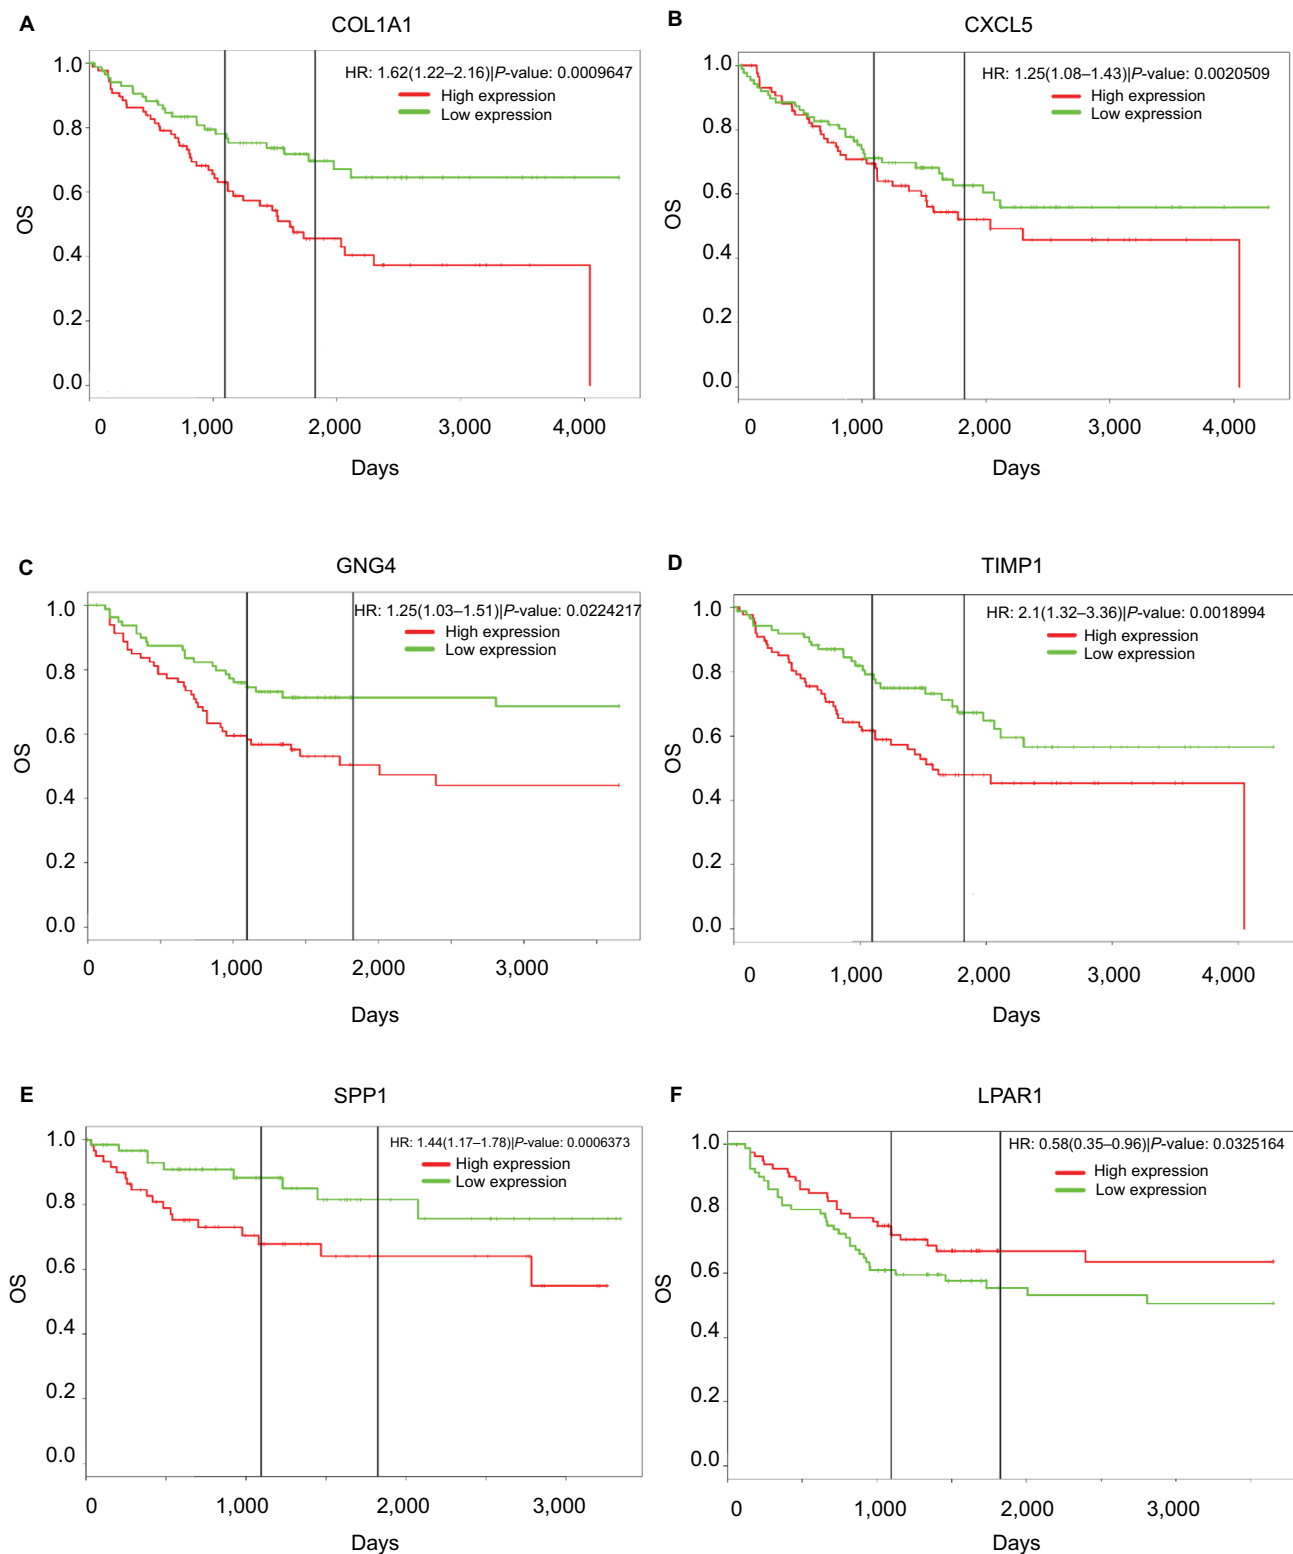 A
COL1A1
HR: 1.62(1.22–2.16)|P-value: 0.0009647
High expression
Low expression
1.0
0.8
0.6
0.4
0.2
0.0
OS
0 1,000 2,000 3,000 4,000
Days
B
CXCL5
HR: 1.25(1.08–1.43)|P-value: 0.0020509
High expression
Low expression
1.0
0.8
0.6
0.4
0.2
0.0
OS
0 1,000 2,000 3,000 4,000
Days
C
GNG4
HR: 1.25(1.03–1.51)|P-value: 0.0224217
High expression
Low expression
1.0
0.8
0.6
0.4
0.2
0.0
OS
0 1,000 2,000 3,000
Days
D
TIMP1
HR: 2.1(1.32–3.36)|P-value: 0.0018994
High expression
Low expression
1.0
0.8
0.6
0.4
0.2
0.0
OS
0 1,000 2,000 3,000 4,000
Days
E
SPP1
HR: 1.44(1.17–1.78)|P-value: 0.0006373
High expression
Low expression
1.0
0.8
0.6
0.4
0.2
0.0
OS
0 1,000 2,000 3,000
Days
F
LPAR1
HR: 0.58(0.35–0.96)|P-value: 0.0325164
High expression
Low expression
1.0
0.8
0.6
0.4
0.2
0.0
OS
0 1,000 2,000 3,000
Days